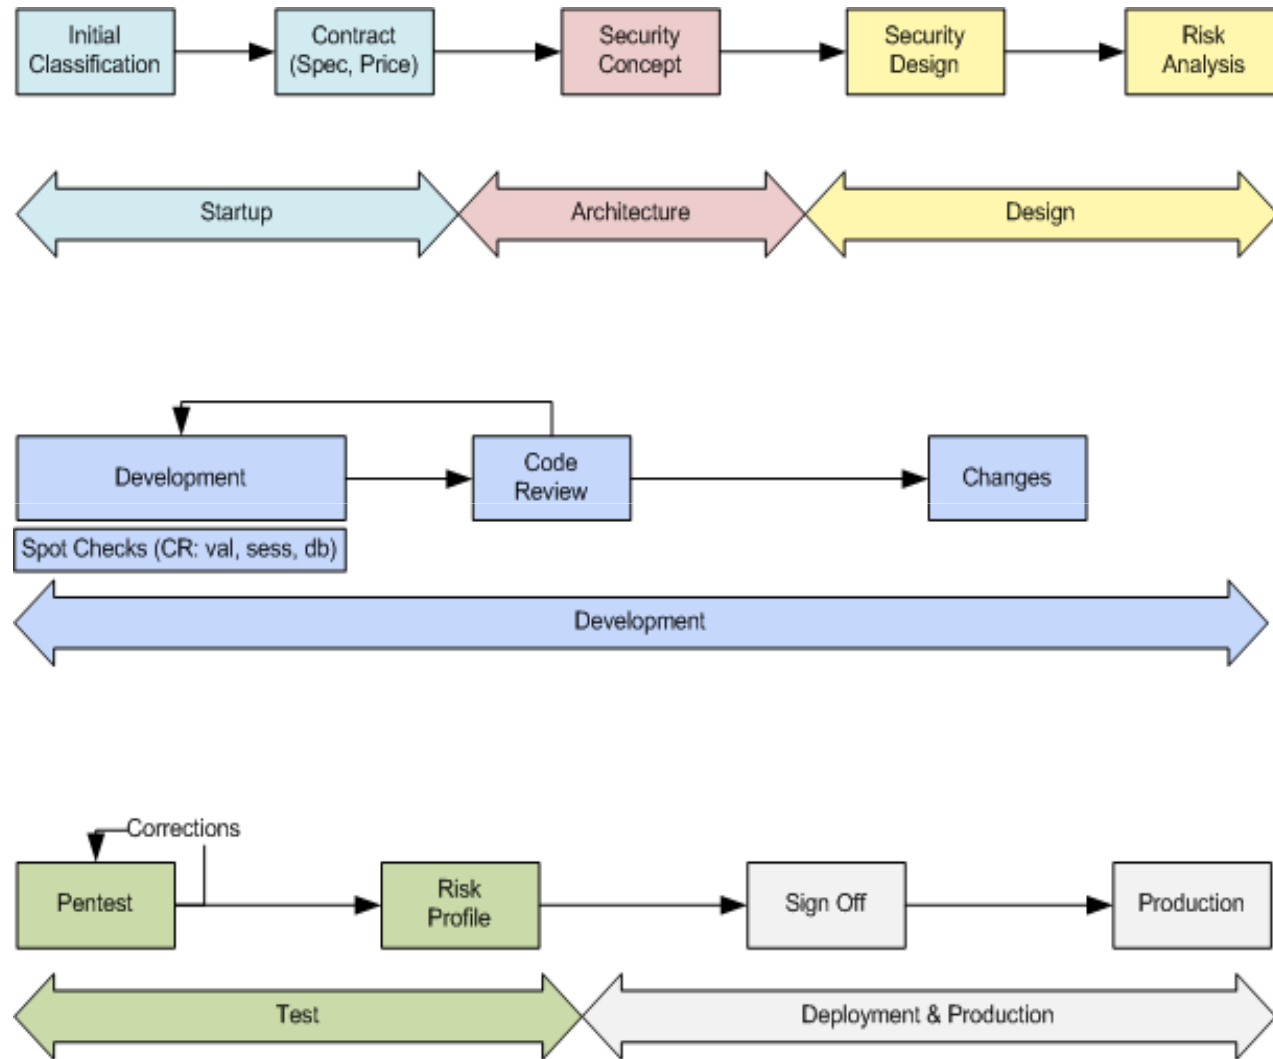 Initial
Classification
Contract
(Spec, Price)
Security
Concept
Security
Design
Risk
Analysis
Startup
Architecture
Design
Development
Code
Review
Changes
Spot Checks (CR: val, sess, db)
Development
Corrections
Pentest
Risk
Profile
Sign Off
Production
Test
Deployment & Production